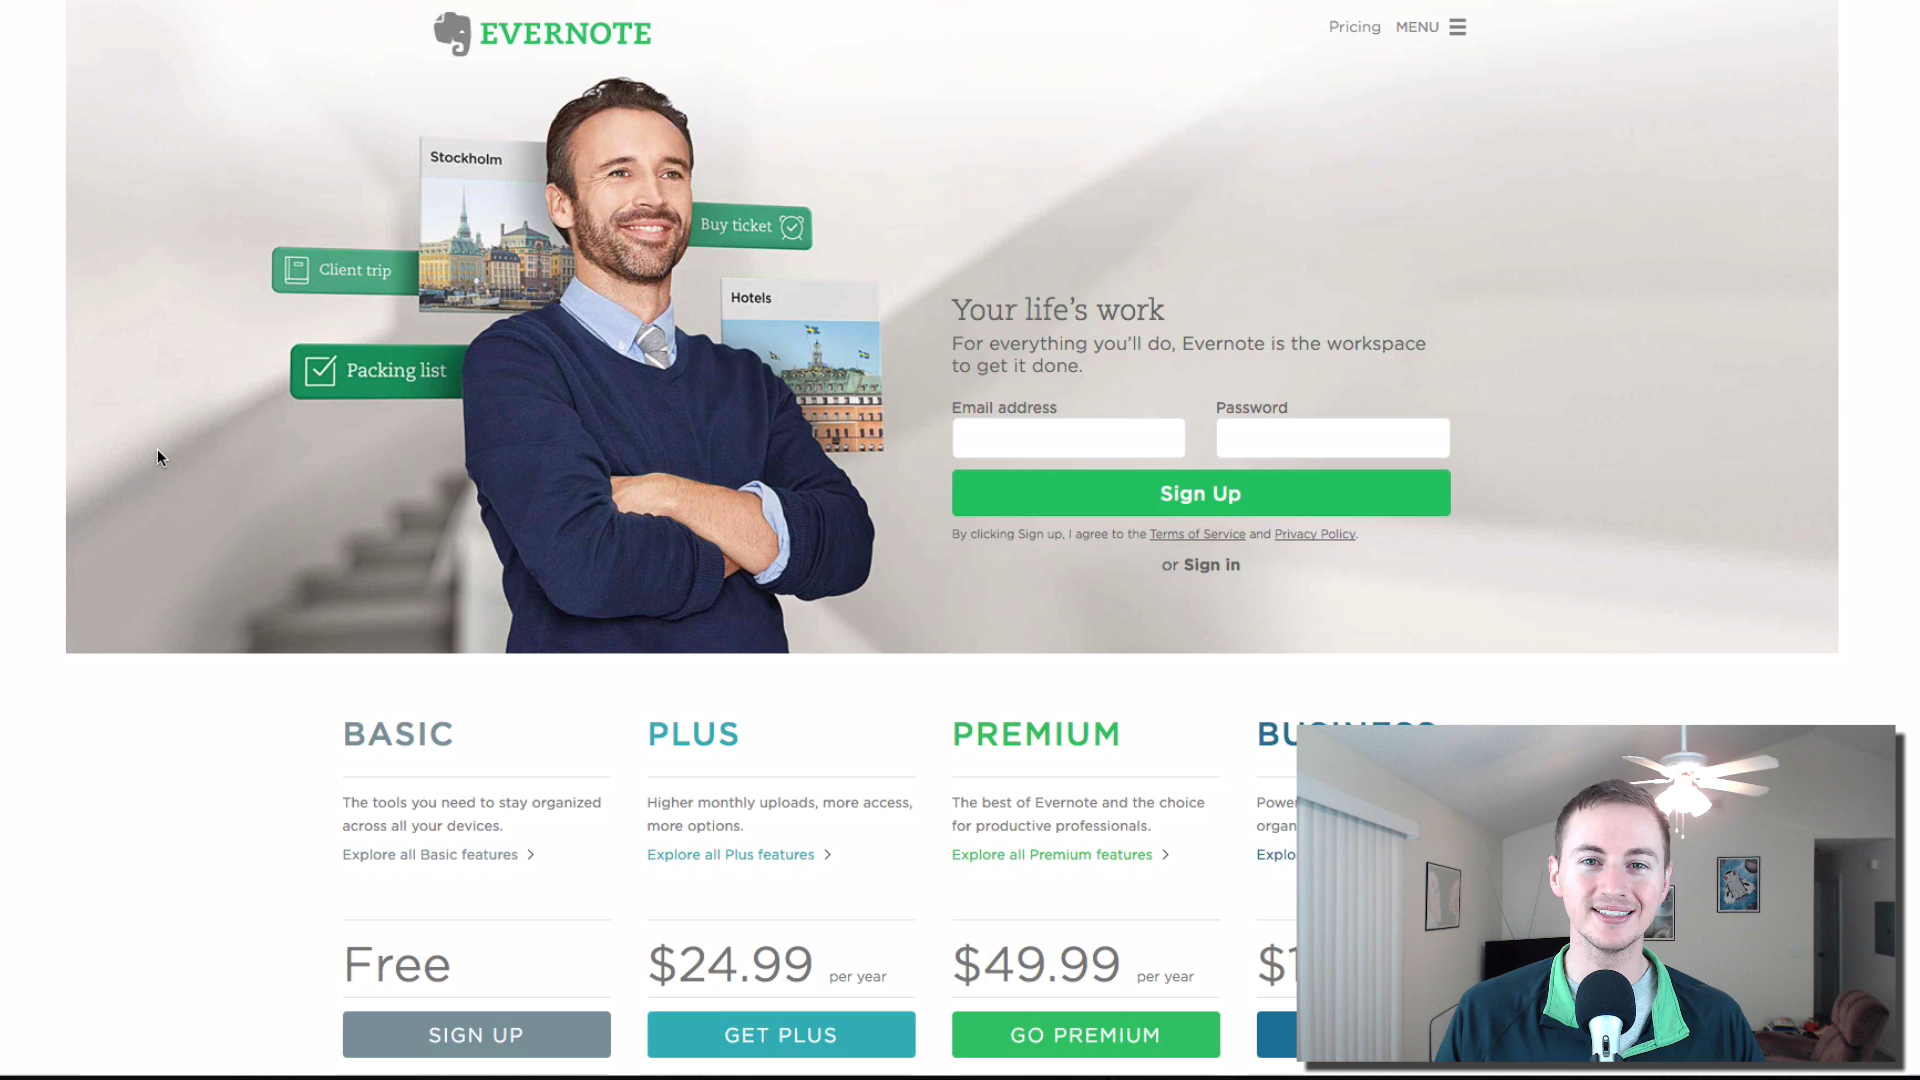 EVERNOTE
Pricing MENU
Stockholm
Buy ticket
Client trip
Hotels
Packing list
Your life's work
For everything you'll do, Evernote is the workspace
to get it done.
Email address Password
Sign Up
By clicking Sign up, I agree to the Terms of Service and Privacy Policy.
or Sign in
BASIC
The tools you need to stay organized
across all your devices.
Explore all Basic features
Free
SIGN UP
PLUS
Higher monthly uploads, more access,
more options.
Explore all Plus features
$24.99 per year
GET PLUS
PREMIUM
The best of Evernote and the choice
for productive professionals.
Explore all Premium features
$49.99 per year
GO PREMIUM